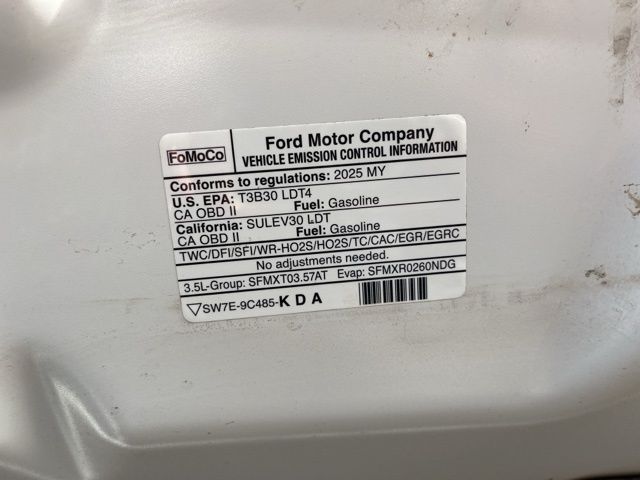 FoMoCo
Ford Motor Company
VEHICLE EMISSION CONTROL INFORMATION
Conforms to regulations: 2025 MY
U.S. EPA: T3B30 LDT4
CA OBD II Fuel: Gasoline
California: SULEV30 LDT
CA OBD II Fuel: Gasoline
TWC/DFI/SFI/WR-HO2S/HO2S/TC/CAC/EGR/EGRC
No adjustments needed.
3.5L-Group: SFMXT03.57AT Evap: SFMXR0260NDG
SW7E-9C485-KDA